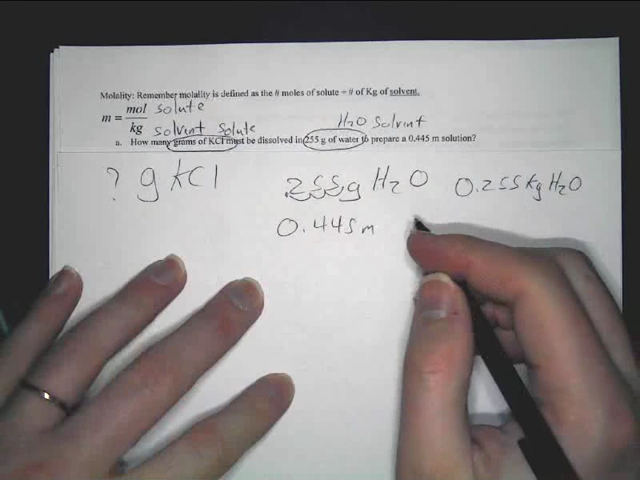 Molality: Remember molality is defined as the # moles of solute ÷ # of Kg of solvent.
m = mol solute / kg solvent solute H2O solvent
a. How many grams of KCl must be dissolved in 255 g of water to prepare a 0.445 m solution?
? g KCl 255g H2O 0.255 Kg H2O
0.445 m